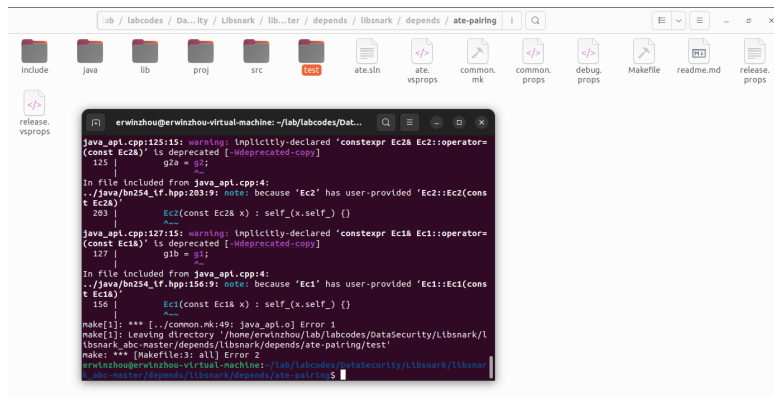 lab / labcodes / Da…ity / Libsnark / lib…ter / depends / libsnark / depends / ate-pairing
include
java
lib
proj
src
test
ate.sln
ate.
vsprops
common.
mk
common.
props
debug.
props
Makefile
readme.md
release.
props
release.
vsprops
erwinzhou@erwinzhou-virtual-machine: ~/lab/labcodes/Dat...
java_api.cpp:125:15: warning: implicitly-declared ‘constexpr Ec2& Ec2::operator=
(const Ec2&)’ is deprecated [-Wdeprecated-copy]
125 | g2a = g2;
| ^~
In file included from java_api.cpp:4:
../java/bn254_if.hpp:203:9: note: because ‘Ec2’ has user-provided ‘Ec2::Ec2(cons
t Ec2&)’
203 | Ec2(const Ec2& x) : self_(x.self_) {}
| ^~~
java_api.cpp:127:15: warning: implicitly-declared ‘constexpr Ec1& Ec1::operator=
(const Ec1&)’ is deprecated [-Wdeprecated-copy]
127 | g1b = g1;
| ^~
In file included from java_api.cpp:4:
../java/bn254_if.hpp:156:9: note: because ‘Ec1’ has user-provided ‘Ec1::Ec1(cons
t Ec1&)’
156 | Ec1(const Ec1& x) : self_(x.self_) {}
| ^~~
make[1]: *** [../common.mk:49: java_api.o] Error 1
make[1]: Leaving directory '/home/erwinzhou/lab/labcodes/DataSecurity/Libsnark/l
ibsnark_abc-master/depends/libsnark/depends/ate-pairing/test'
make: *** [Makefile:3: all] Error 2
erwinzhou@erwinzhou-virtual-machine:~/lab/labcodes/DataSecurity/Libsnark/libsnar
k_abc-master/depends/libsnark/depends/ate-pairing$